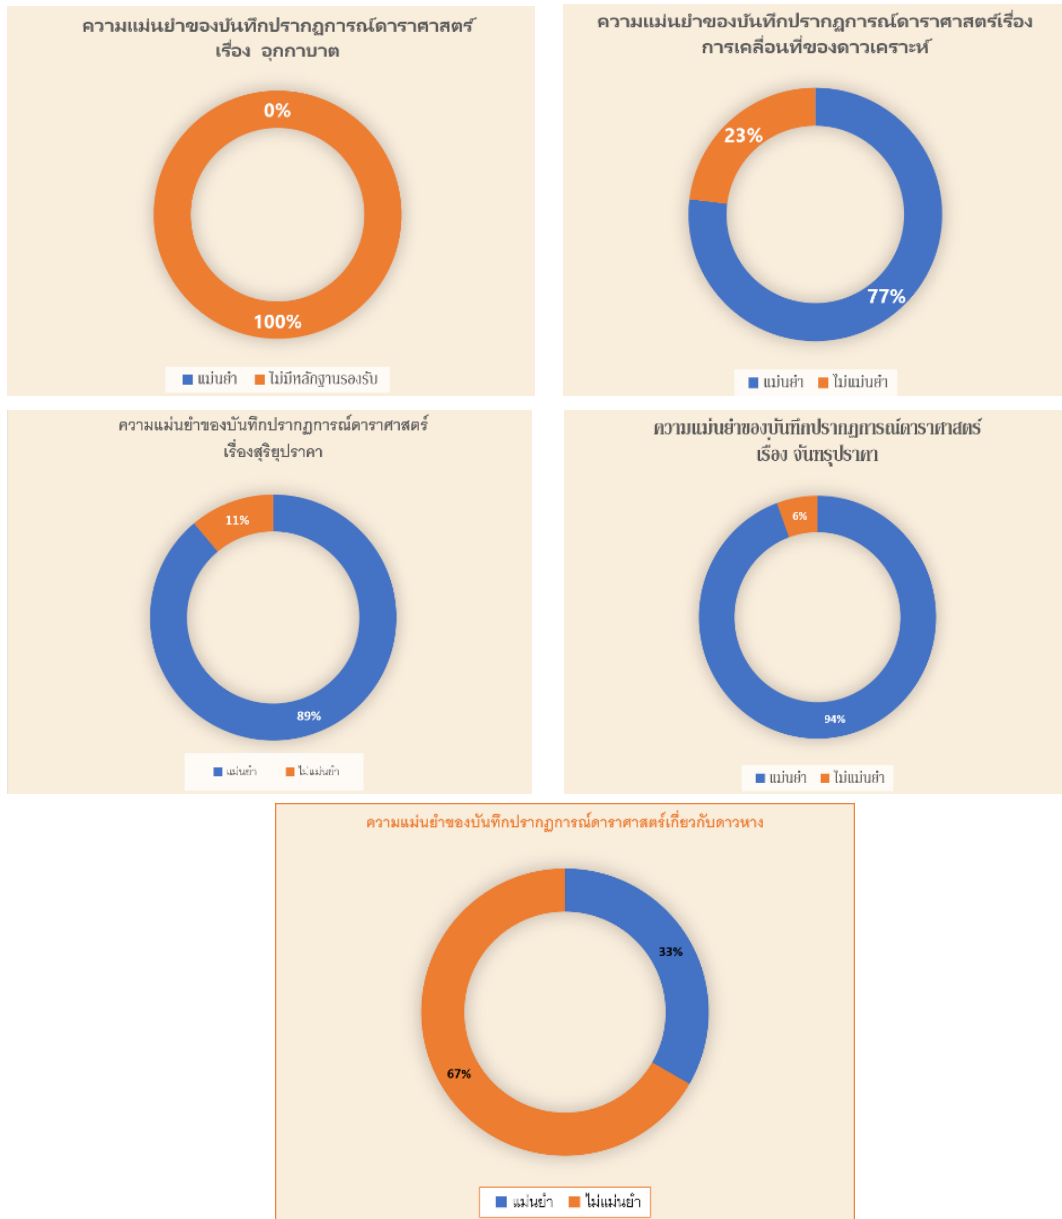 ความแม่นยำของบันทึกปรากฏการณ์ดาราศาสตร์
เรื่อง อุกกาบาต
0%
100%
แม่นยำ ไม่มีหลักฐานรองรับ
ความแม่นยำของบันทึกปรากฏการณ์ดาราศาสตร์เรื่อง
การเคลื่อนที่ของดาวเคราะห์
23%
77%
แม่นยำ ไม่แม่นยำ
ความแม่นยำของบันทึกปรากฏการณ์ดาราศาสตร์
เรื่องสุริยุปราคา
11%
89%
แม่นยำ ไม่แม่นยำ
ความแม่นยำของบันทึกปรากฏการณ์ดาราศาสตร์
เรื่อง จันทรุปราคา
6%
94%
แม่นยำ ไม่แม่นยำ
ความแม่นยำของบันทึกปรากฏการณ์ดาราศาสตร์เกี่ยวกับดาวหาง
33%
67%
แม่นยำ ไม่แม่นยำ